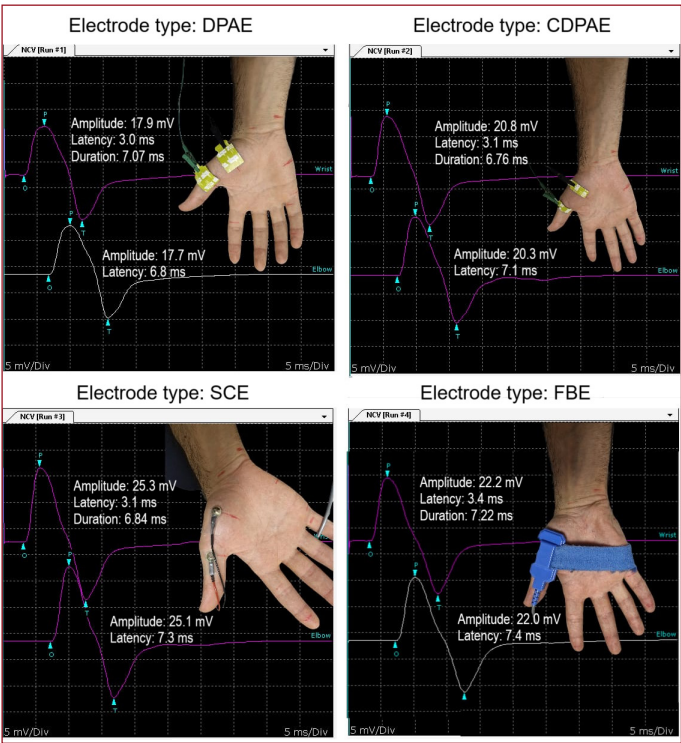 Electrode type: DPAE
NCV [Run #1]
P
Amplitude: 17.9 mV
Latency: 3.0 ms
Duration: 7.07 ms
Wrist
O
P
T
Amplitude: 17.7 mV
Latency: 6.8 ms
Elbow
O
T
5 mV/Div
5 ms/Div
Electrode type: CDPAE
NCV [Run #2]
P
Amplitude: 20.8 mV
Latency: 3.1 ms
Duration: 6.76 ms
Wrist
O
P
T
Amplitude: 20.3 mV
Latency: 7.1 ms
Elbow
O
T
5 mV/Div
5 ms/Div
Electrode type: SCE
NCV [Run #3]
P
Amplitude: 25.3 mV
Latency: 3.1 ms
Duration: 6.84 ms
Wrist
O
P
T
Amplitude: 25.1 mV
Latency: 7.3 ms
Elbow
O
T
5 mV/Div
5 ms/Div
Electrode type: FBE
NCV [Run #4]
P
Amplitude: 22.2 mV
Latency: 3.4 ms
Duration: 7.22 ms
Wrist
O
P
T
Amplitude: 22.0 mV
Latency: 7.4 ms
Elbow
O
5 mV/Div
5 ms/Div